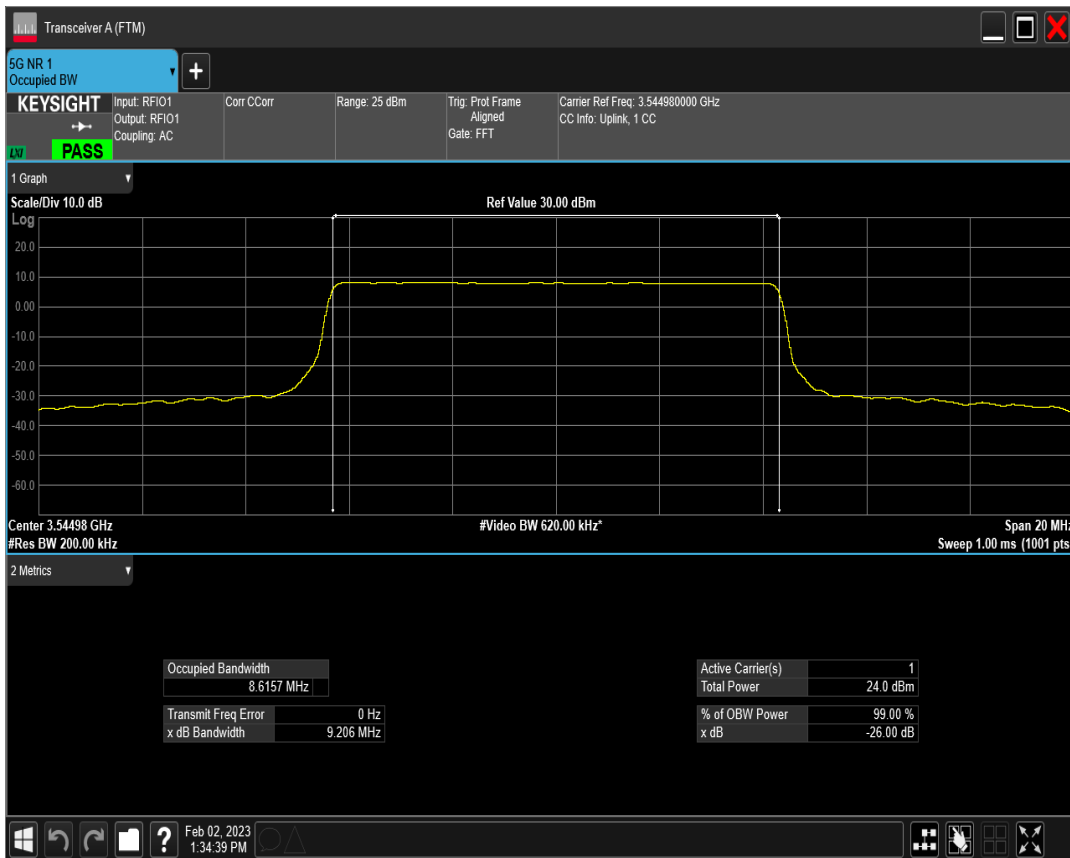 Transceiver A (FTM)
5G NR 1
Occupied BW
+
KEYSIGHT
LXI
PASS
Input: RFIO1
Output: RFIO1
Coupling: AC
Corr CCorr
Range: 25 dBm
Trig: Prot Frame
Aligned
Gate: FFT
Carrier Ref Freq: 3.544980000 GHz
CC Info: Uplink, 1 CC
1 Graph
Scale/Div 10.0 dB
Ref Value 30.00 dBm
Log
20.0
10.0
0.00
-10.0
-20.0
-30.0
-40.0
-50.0
-60.0
Center 3.54498 GHz
#Video BW 620.00 kHz*
Span 20 MHz
#Res BW 200.00 kHz
Sweep 1.00 ms (1001 pts
2 Metrics
Occupied Bandwidth
8.6157 MHz
Transmit Freq Error 0 Hz
x dB Bandwidth 9.206 MHz
Active Carrier(s) 1
Total Power 24.0 dBm
% of OBW Power 99.00 %
x dB -26.00 dB
?
Feb 02, 2023
1:34:39 PM